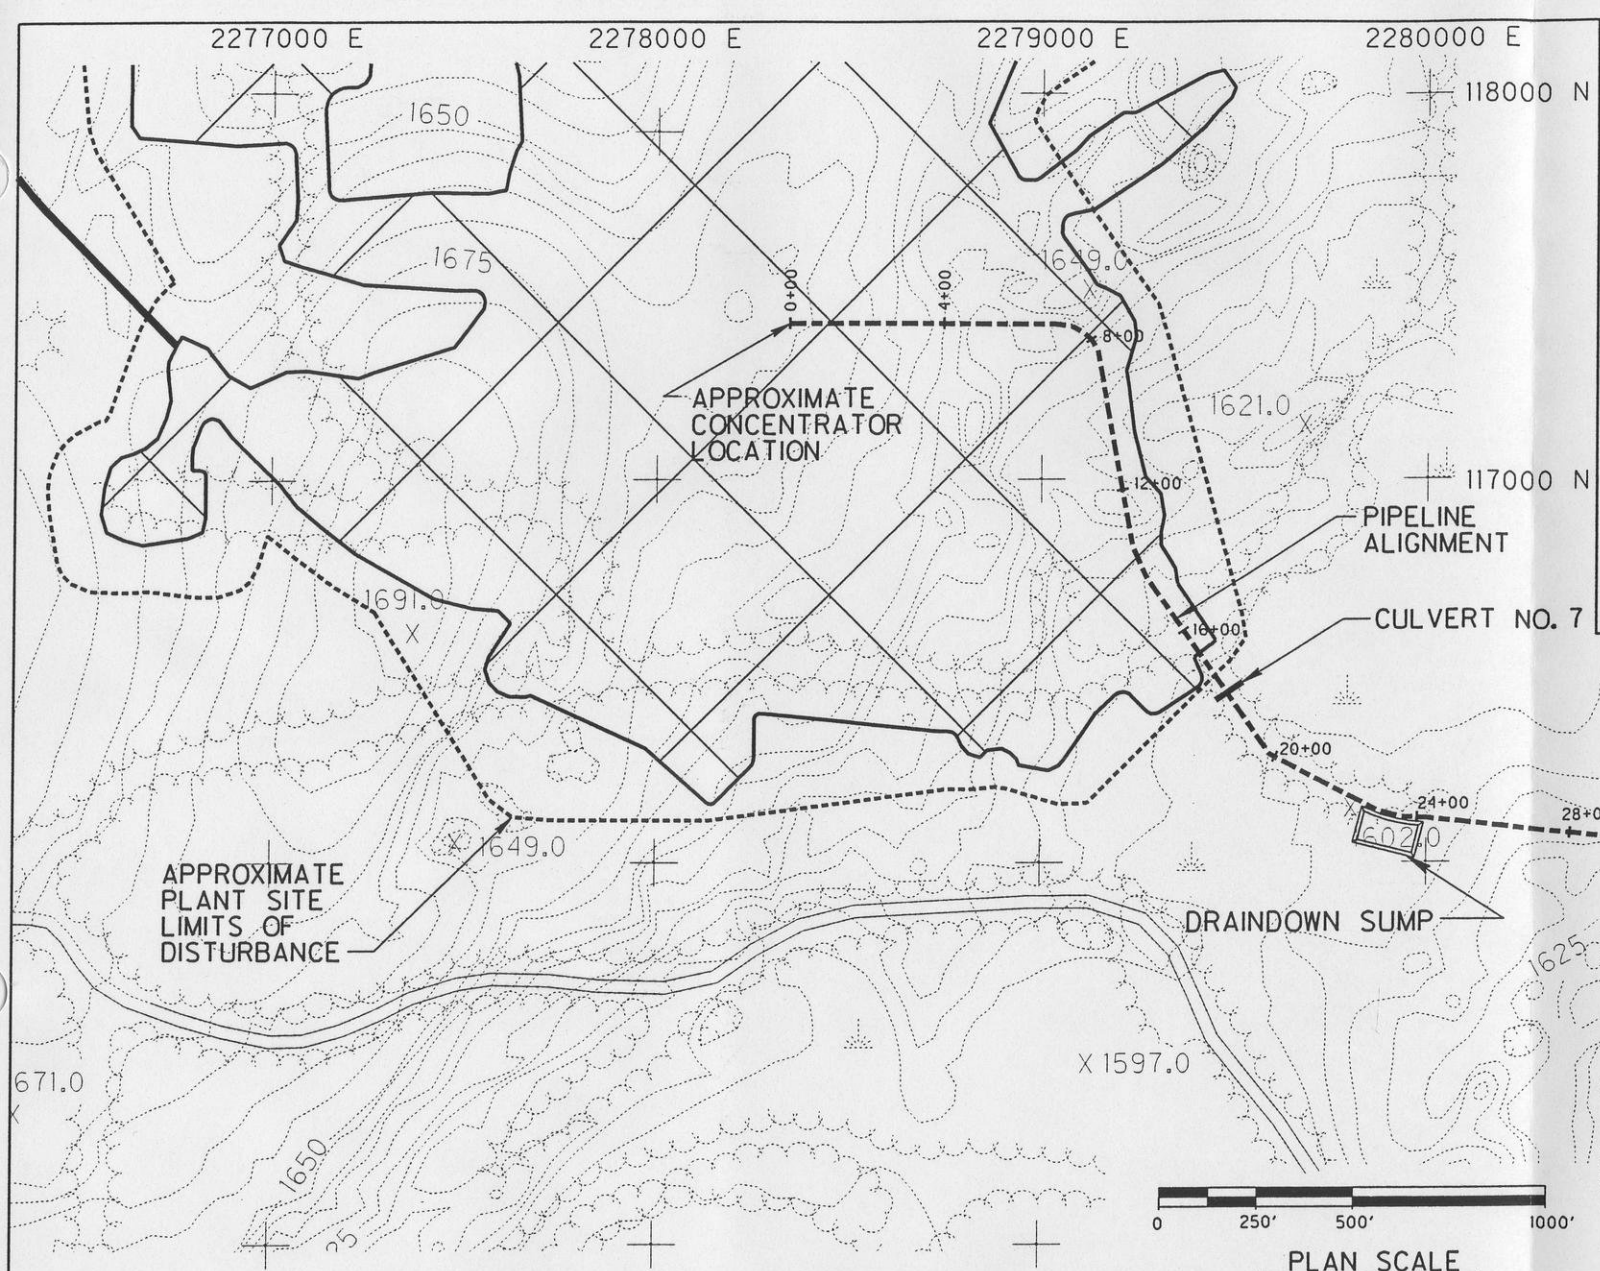 2277000 E
2278000 E
2279000 E
2280000 E
118000 N
1650
1675
1649.0
0+00
4+00
8+00
APPROXIMATE
CONCENTRATOR
LOCATION
1621.0
12+00
117000 N
PIPELINE
ALIGNMENT
1691.0
16+00
CULVERT NO. 7
20+00
24+00
28+0
602.0
1649.0
APPROXIMATE
PLANT SITE
LIMITS OF
DISTURBANCE
DRAINDOWN SUMP
1625
671.0
X 1597.0
1650
25
0
250'
500'
1000'
PLAN SCALE